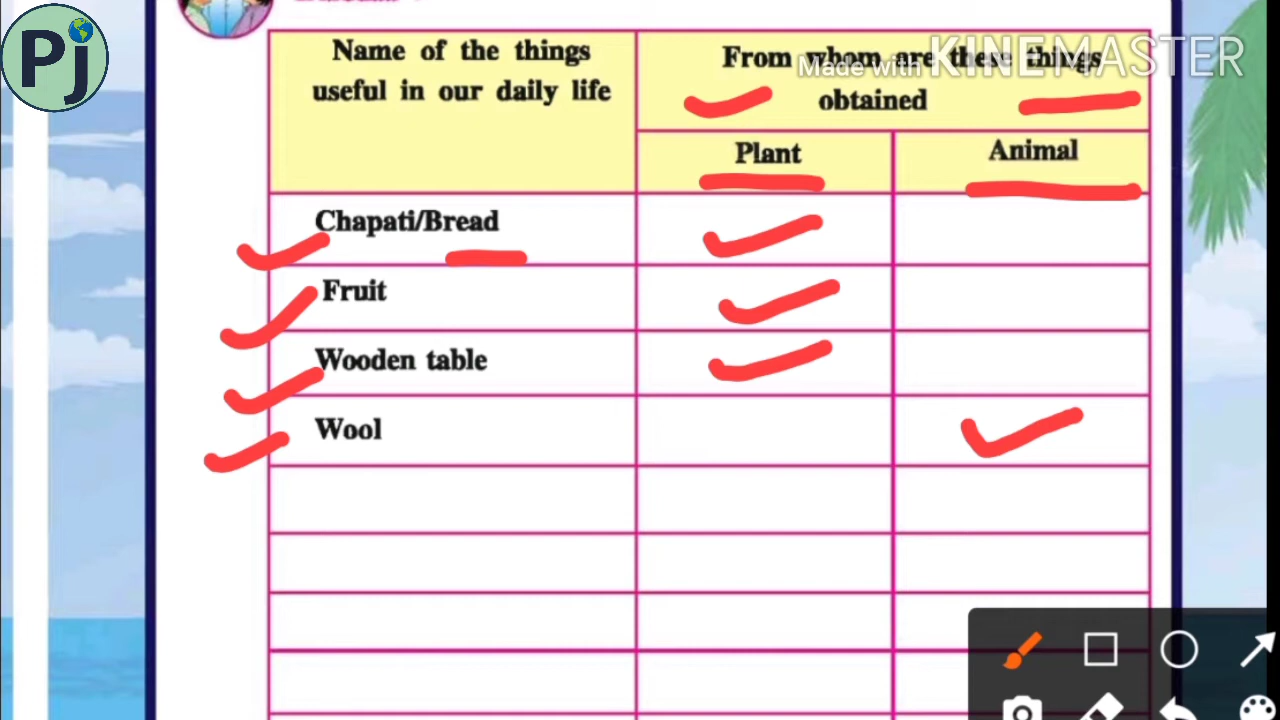 Pj
Made with KINEMASTER
Name of the things
useful in our daily life
From whom are these things
obtained
Plant
Animal
Chapati/Bread
Fruit
Wooden table
Wool